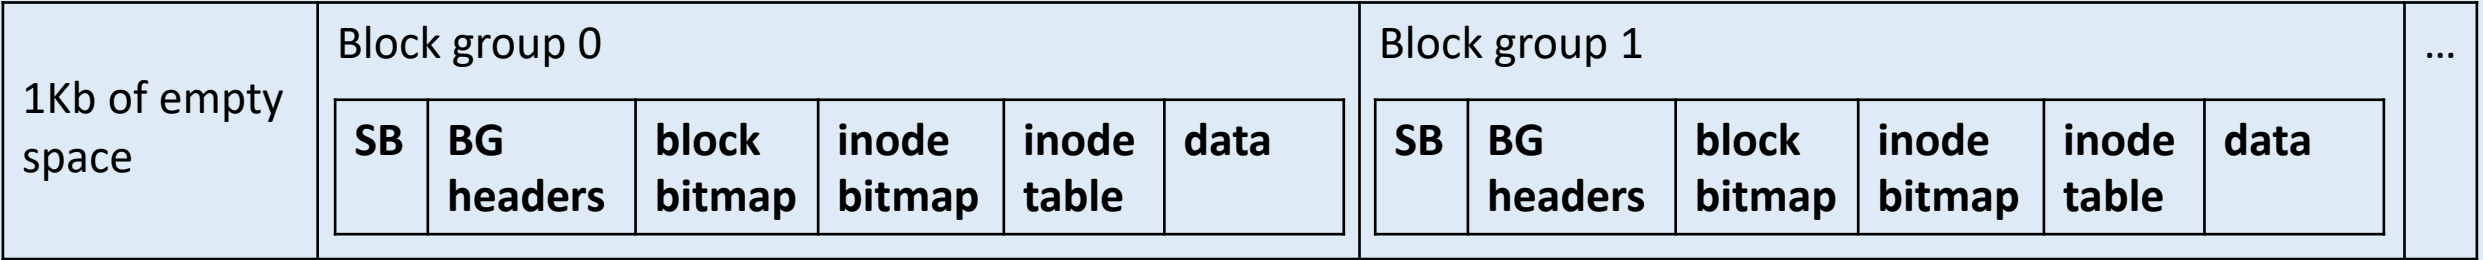 1Kb of empty
space
Block group 0
SB
BG
headers
block
bitmap
inode
bitmap
inode
table
data
Block group 1
SB
BG
headers
block
bitmap
inode
bitmap
inode
table
data
...